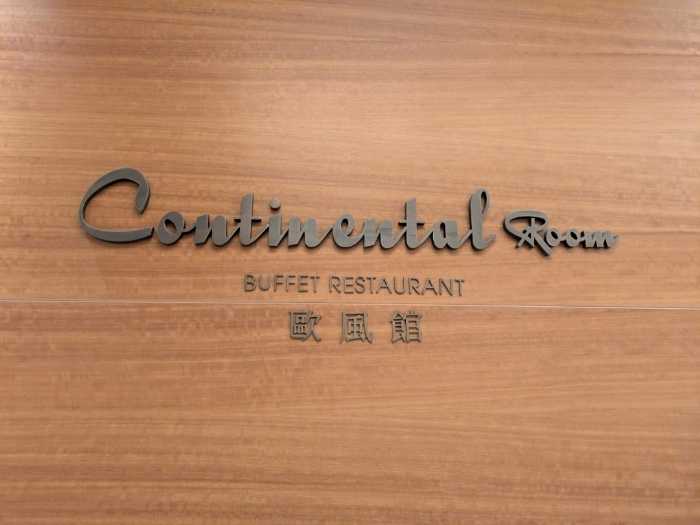 Continental Room
BUFFET RESTAURANT
歐風館